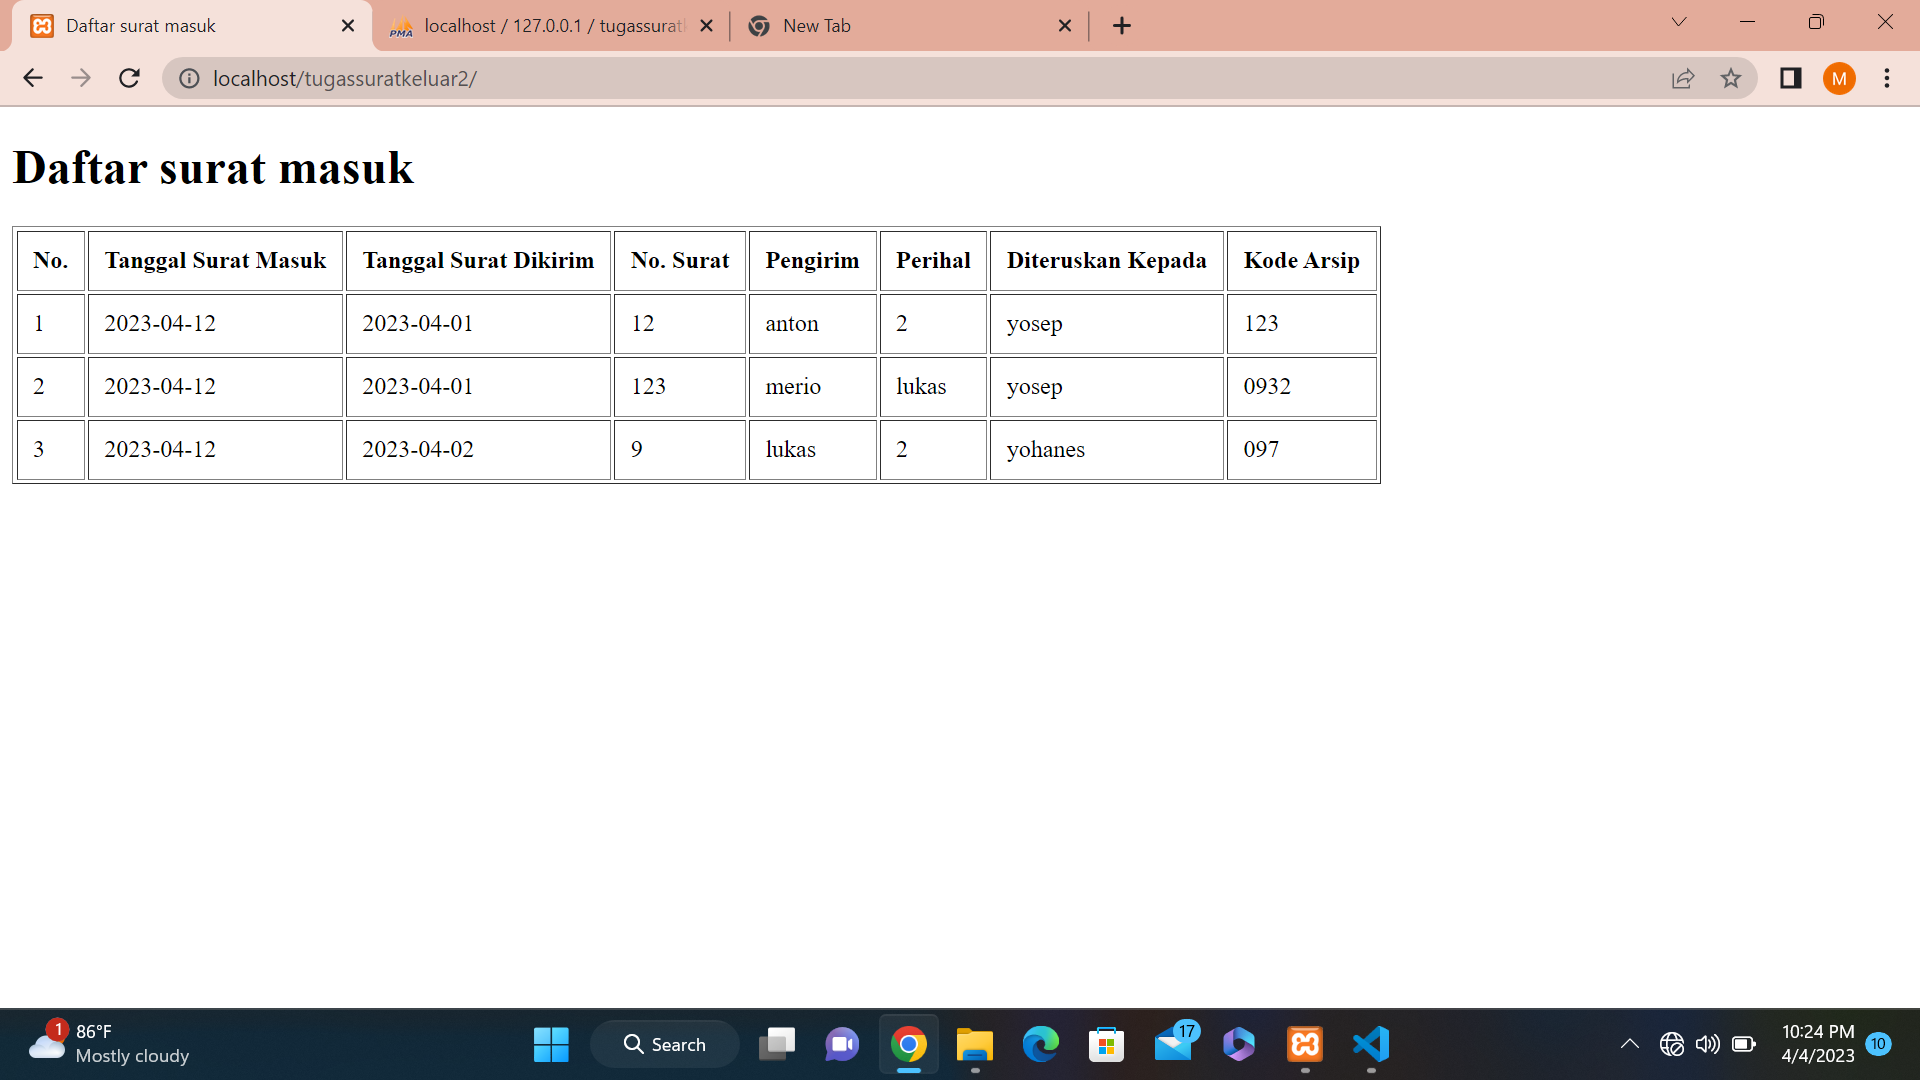 Daftar surat masuk
localhost / 127.0.0.1 / tugassurat
New Tab
localhost/tugassuratkeluar2/
M
Daftar surat masuk
No. Tanggal Surat Masuk Tanggal Surat Dikirim No. Surat Pengirim Perihal Diteruskan Kepada Kode Arsip
1 2023-04-12 2023-04-01 12 anton 2 yosep 123
2 2023-04-12 2023-04-01 123 merio lukas yosep 0932
3 2023-04-12 2023-04-02 9 lukas 2 yohanes 097
1
86°F
Mostly cloudy
Search
17
10:24 PM
4/4/2023
10